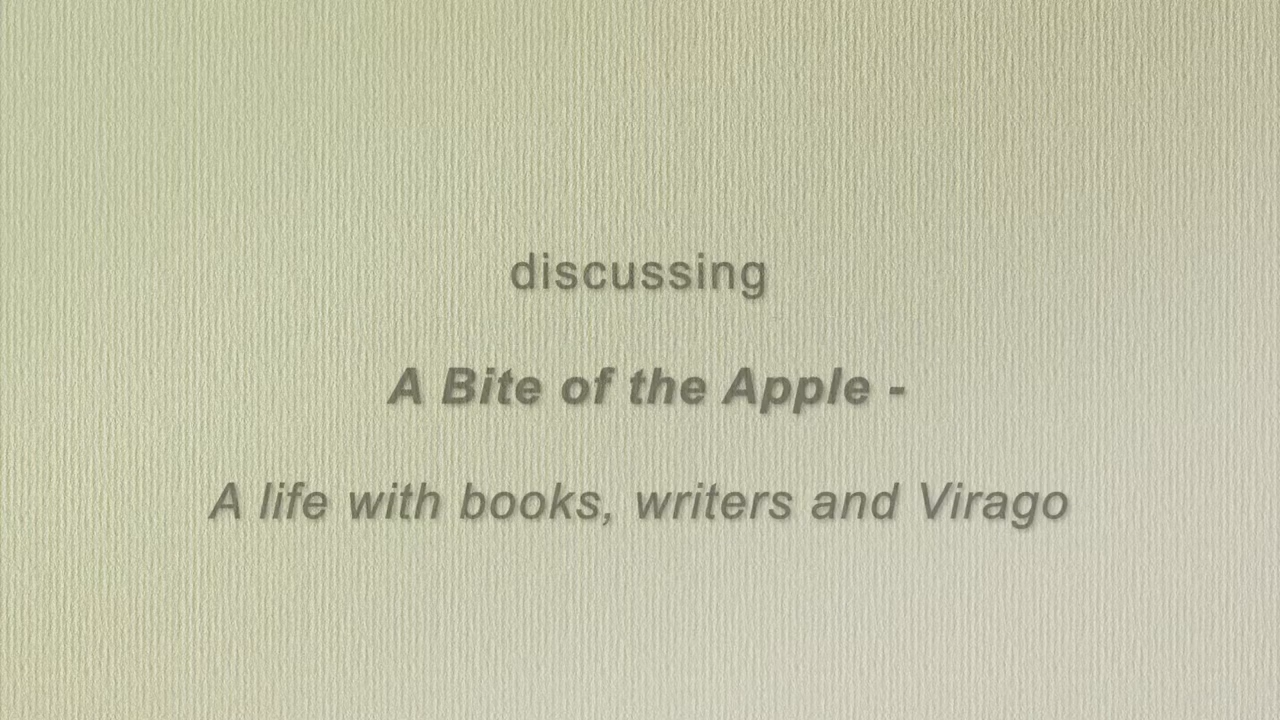 discussing
A Bite of the Apple -
A life with books, writers and Virago